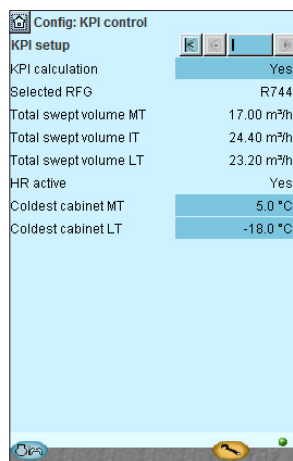 Config: KPI control
KPI setup
KPI calculation Yes
Selected RFG R744
Total swept volume MT 17.00 m³/h
Total swept volume IT 24.40 m³/h
Total swept volume LT 23.20 m³/h
HR active Yes
Coldest cabinet MT 5.0 °C
Coldest cabinet LT -18.0 °C